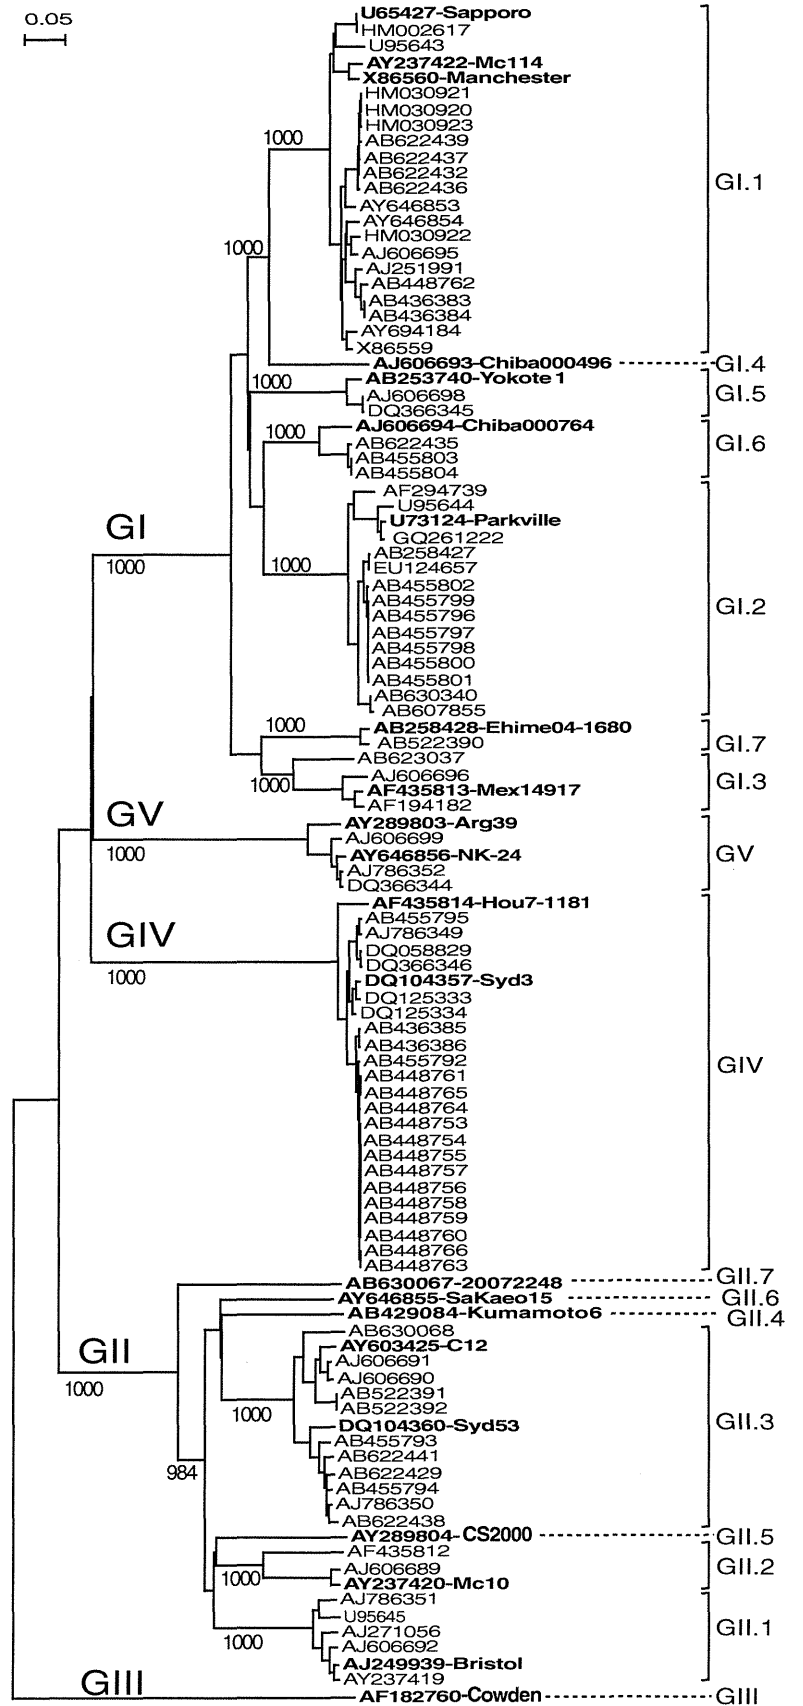 0.05
U65427-Sapporo
HM002617
U95643
AY237422-Mc114
X86560-Manchester
HM030921
HM030920
HM030923
1000
AB622439
AB622437
AB622432
AB622436
GI.1
AY646853
AY646854
HM030922
1000
AJ606695
AJ251991
AB448762
AB436383
AB436384
AY694184
X86559
AJ606693-Chiba000496
GI.4
1000
AB253740-Yokote1
AJ606698
GI.5
DQ366345
AJ606694-Chiba000764
1000
AB622435
GI.6
AB455803
AB455804
AF294739
U95644
U73124-Parkville
GI
GQ261222
AB258427
1000
1000
EU124657
AB455802
AB455799
GI.2
AB455796
AB455797
AB455798
AB455800
AB455801
AB630340
AB607855
1000
AB258428-Ehime04-1680
AB522390
GI.7
AB623037
AJ606696
1000
GI.3
AF435813-Mex14917
AF194182
GV
AY289803-Arg39
AJ606699
1000
AY646856-NK-24
GV
AJ786352
DQ366344
AF435814-Hou7-1181
AB455795
GIV
AJ786349
DQ058829
DQ366346
1000
DQ104357-Syd3
DQ125333
DQ125334
AB436385
AB436386
AB455792
GIV
AB448761
AB448765
AB448764
AB448753
AB448754
AB448755
AB448757
AB448756
AB448758
AB448759
AB448760
AB448766
AB448763
AB630067-20072248
GII.7
AY646855-SaKaeo15
GII.6
AB429084-Kumamoto6
GII.4
AB630068
AY603425-C12
GII
AJ606691
AJ606690
1000
AB522391
AB522392
1000
DQ104360-Syd53
GII.3
AB455793
AB622441
984
AB622429
AB455794
AJ786350
AB622438
AY289804-CS2000
GII.5
AF435812
AJ606689
GII.2
1000
AY237420-Mc10
AJ786351
U95645
AJ271056
GII.1
1000
AJ606692
AJ249939-Bristol
AY237419
GIII
AF182760-Cowden
GIII